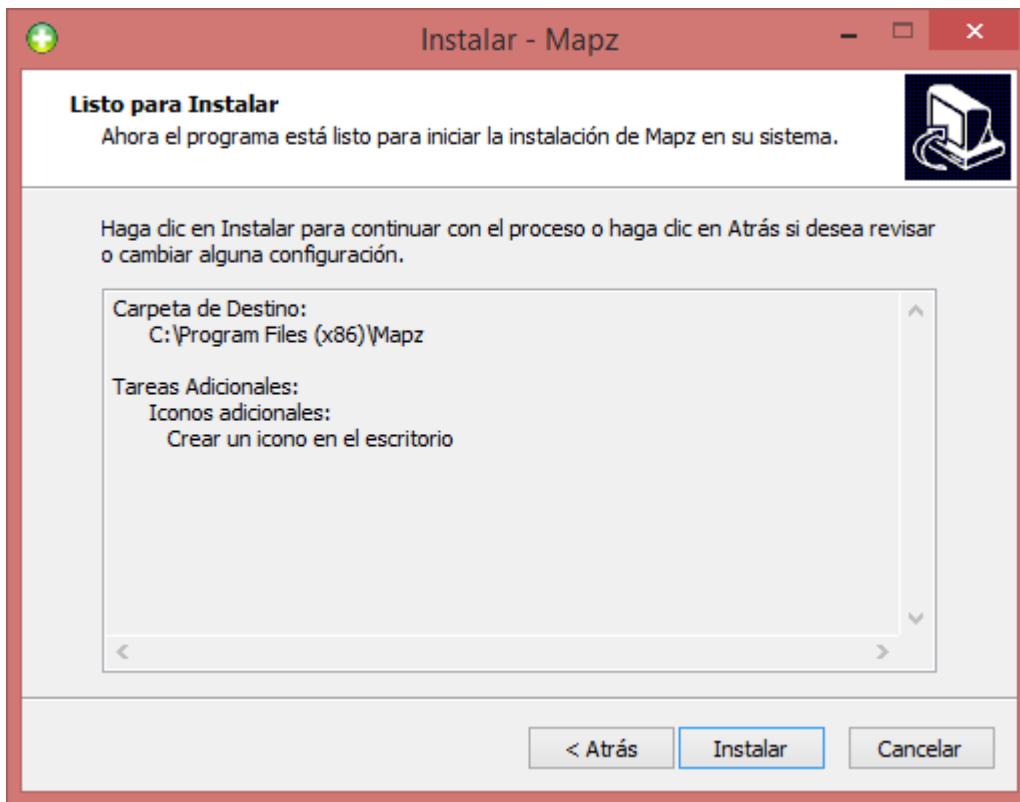 Instalar - Mapz
Listo para Instalar
Ahora el programa está listo para iniciar la instalación de Mapz en su sistema.
Haga clic en Instalar para continuar con el proceso o haga clic en Atrás si desea revisar
o cambiar alguna configuración.
Carpeta de Destino:
C:\Program Files (x86)\Mapz
Tareas Adicionales:
Iconos adicionales:
Crear un icono en el escritorio
< Atrás
Instalar
Cancelar